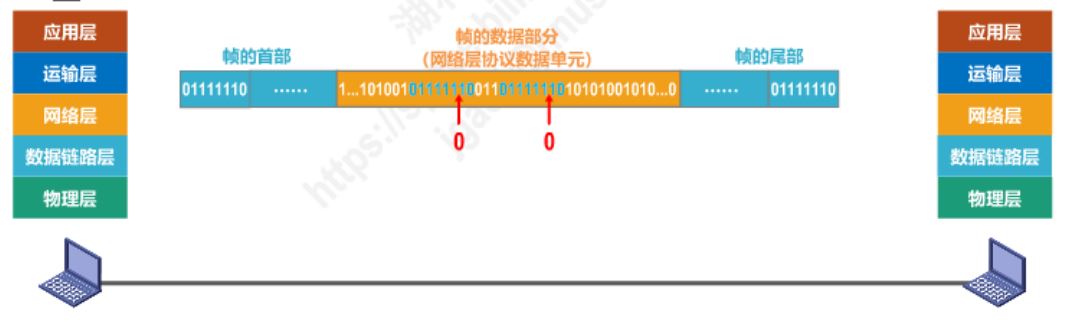 应用层
运输层
网络层
数据链路层
物理层
帧的首部
帧的数据部分
(网络层协议数据单元)
帧的尾部
01111110 …… 1...1010010111111100110111111101010100 1010...0 …… 01111110
0 0
应用层
运输层
网络层
数据链路层
物理层